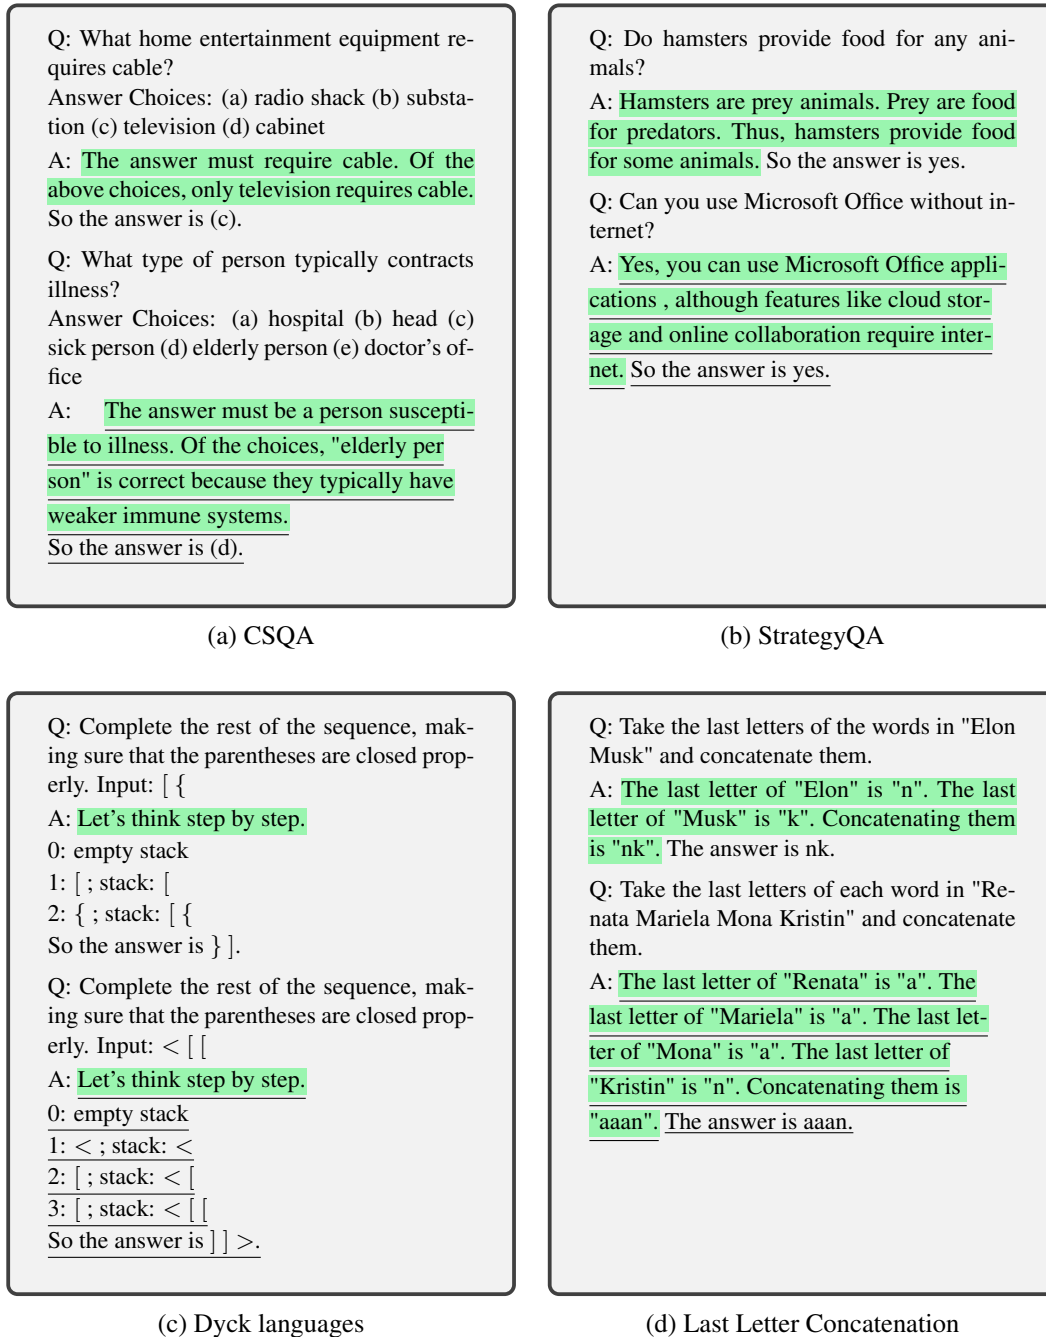 Q: What home entertainment equipment re-
quires cable?
Answer Choices: (a) radio shack (b) substa-
tion (c) television (d) cabinet
A: The answer must require cable. Of the
above choices, only television requires cable.
So the answer is (c).
Q: What type of person typically contracts
illness?
Answer Choices: (a) hospital (b) head (c)
sick person (d) elderly person (e) doctor's of-
fice
A: The answer must be a person suscepti-
ble to illness. Of the choices, "elderly per
son" is correct because they typically have
weaker immune systems.
So the answer is (d).
(a) CSQA
Q: Do hamsters provide food for any ani-
mals?
A: Hamsters are prey animals. Prey are food
for predators. Thus, hamsters provide food
for some animals. So the answer is yes.
Q: Can you use Microsoft Office without in-
ternet?
A: Yes, you can use Microsoft Office appli-
cations , although features like cloud stor-
age and online collaboration require inter-
net. So the answer is yes.
(b) StrategyQA
Q: Complete the rest of the sequence, mak-
ing sure that the parentheses are closed prop-
erly. Input: [ {
A: Let's think step by step.
0: empty stack
1: [ ; stack: [
2: { ; stack: [ {
So the answer is } ].
Q: Complete the rest of the sequence, mak-
ing sure that the parentheses are closed prop-
erly. Input: < [ [
A: Let's think step by step.
0: empty stack
1: < ; stack: <
2: [ ; stack: < [
3: [ ; stack: < [ [
So the answer is ] ] >.
(c) Dyck languages
Q: Take the last letters of the words in "Elon
Musk" and concatenate them.
A: The last letter of "Elon" is "n". The last
letter of "Musk" is "k". Concatenating them
is "nk". The answer is nk.
Q: Take the last letters of each word in "Re-
nata Mariela Mona Kristin" and concatenate
them.
A: The last letter of "Renata" is "a". The
last letter of "Mariela" is "a". The last let-
ter of "Mona" is "a". The last letter of
"Kristin" is "n". Concatenating them is
"aaan". The answer is aaan.
(d) Last Letter Concatenation